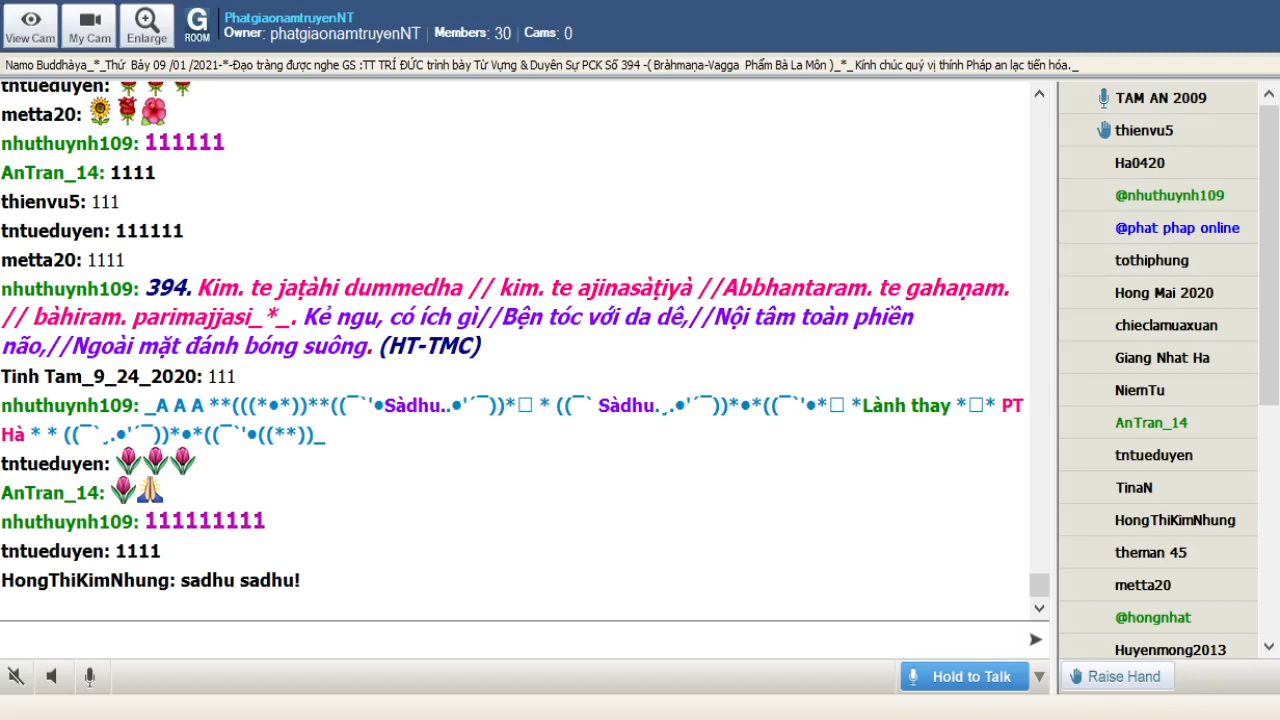 View Cam
My Cam
Enlarge
G
ROOM
PhatgiaonamtruyenNT
Owner: phatgiaonamtruyenNT | Members: 30 | Cams: 0
Namo Buddhàya_*_Thứ Bảy 09 /01 /2021-*-Đạo tràng được nghe GS :TT TRÍ ĐỨC trình bày Từ Vựng & Duyên Sự PCK Số 394 -( Bràhmaṇa-Vagga Phẩm Bà La Môn )_*_ Kính chúc quý vị thính Pháp an lạc tiến hóa._
tntueduyen:
metta20:
nhuthuynh109: 111111
AnTran_14: 1111
thienvu5: 111
tntueduyen: 111111
metta20: 1111
nhuthuynh109: 394. Kim. te jaṭàhi dummedha // kim. te ajinasàṭiyà //Abbhantaram. te gahaṇam.
// bàhiram. parimajjasi_*_. Kẻ ngu, có ích gì//Bện tóc với da dê,//Nội tâm toàn phiền
não,//Ngoài mặt đánh bóng suông. (HT-TMC)
Tinh Tam_9_24_2020: 111
nhuthuynh109: _A A A **(((*•*))**((¯`'•Sàdhu..•'´¯))*□ * ((¯` Sàdhu.¸.•'´¯))*•*((¯`'•*□ *Lành thay *□* PT
Hà * * ((¯`¸.•'´¯))*•*((¯`'•((**))_
tntueduyen:
AnTran_14:
nhuthuynh109: 111111111
tntueduyen: 1111
HongThiKimNhung: sadhu sadhu!
Hold to Talk
TAM AN 2009
thienvu5
Ha0420
@nhuthuynh109
@phat phap online
tothiphung
Hong Mai 2020
chieclamuaxuan
Giang Nhat Ha
NiemTu
AnTran_14
tntueduyen
TinaN
HongThiKimNhung
theman 45
metta20
@hongnhat
Huyenmong2013
Raise Hand